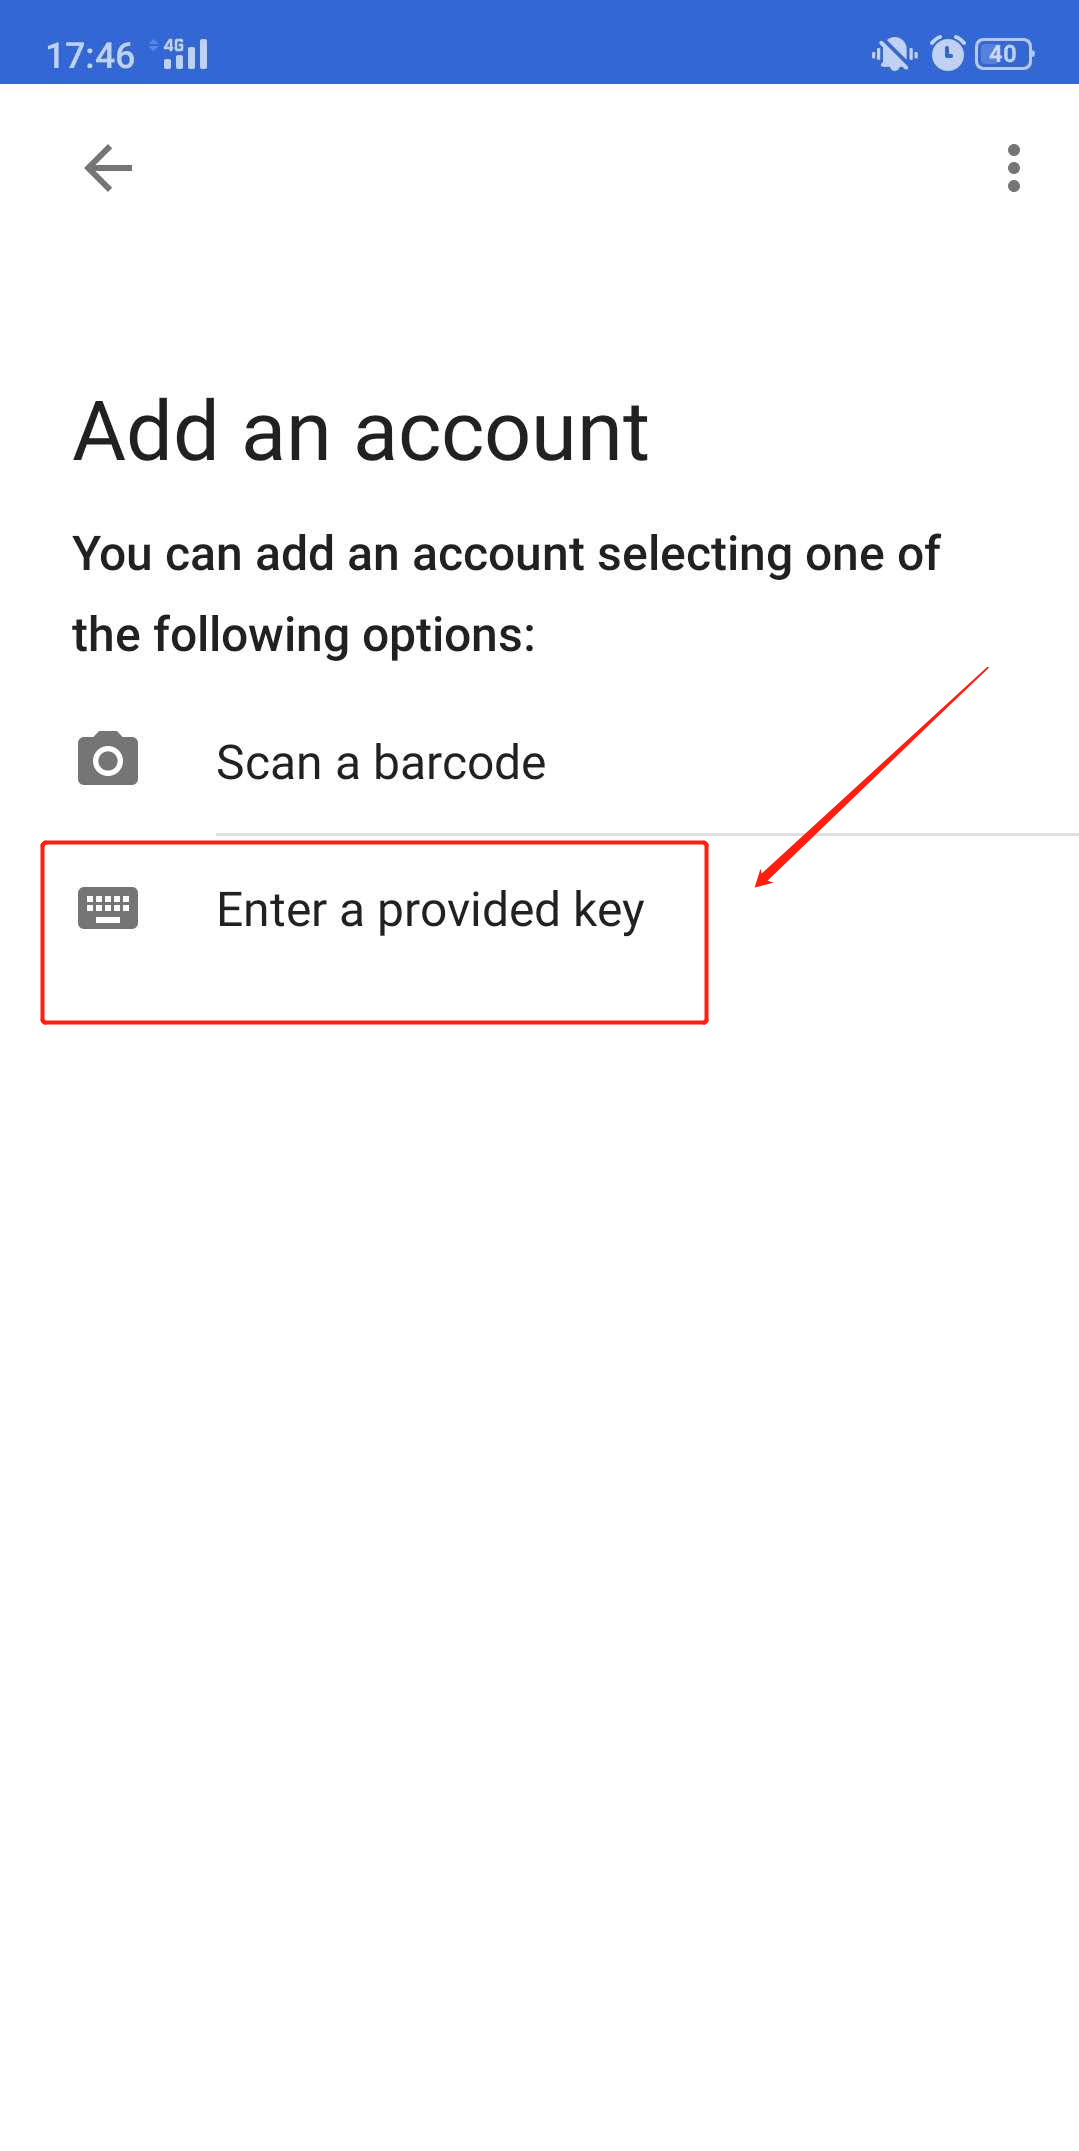 17:46 4G 40
Add an account
You can add an account selecting one of
the following options:
Scan a barcode
Enter a provided key